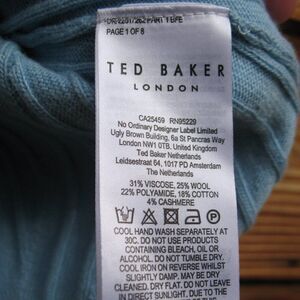 PAGE 1 OF 8
TED BAKER
LONDON
CA25459 RN95229
No Ordinary Designer Label Limited
Ugly Brown Building, 6a St Pancras Way
London NW1 0TB. United Kingdom
Ted Baker Netherlands
Leidsestraat 64, 1017 PD Amsterdam
The Netherlands
31% VISCOSE, 25% WOOL
22% POLYAMIDE, 18% COTTON
4% CASHMERE
COOL HAND WASH SEPARATELY AT
30C. DO NOT USE PRODUCTS
CONTAINING BLEACH, OIL OR
ALCOHOL. DO NOT TUMBLE DRY.
COOL IRON ON REVERSE WHILST
SLIGHTLY DAMP. MAY BE DRY
CLEANED. DRY FLAT. DO NOT LEAVE
IN DIRECT SUNLIGHT. DUE TO THE